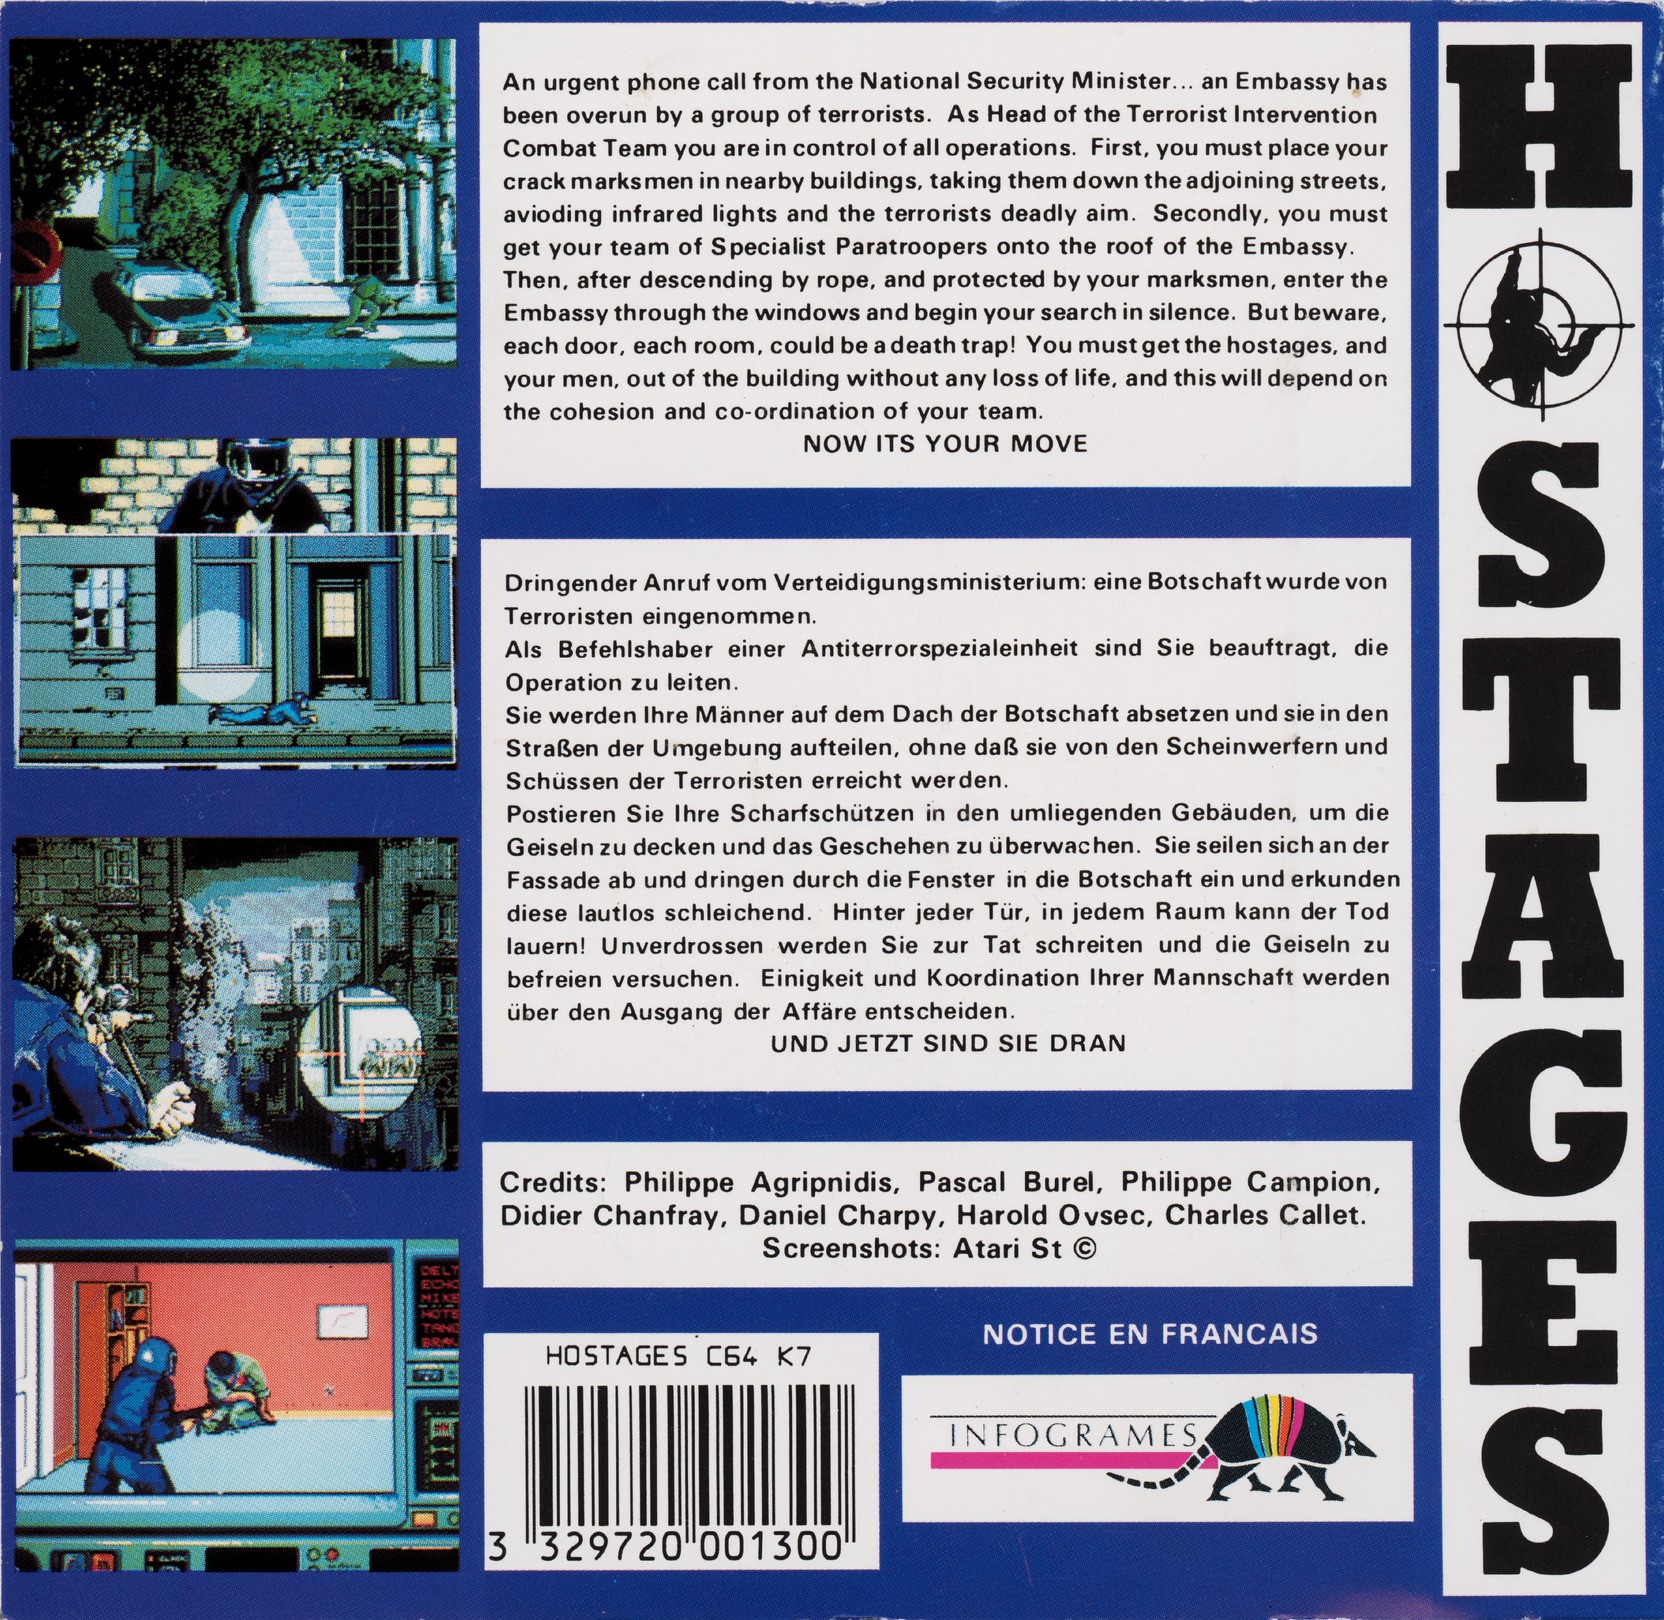 An urgent phone call from the National Security Minister... an Embassy has
been overun by a group of terrorists. As Head of the Terrorist Intervention
Combat Team you are in control of all operations. First, you must place your
crack marksmen in nearby buildings, taking them down the adjoining streets,
avioding infrared lights and the terrorists deadly aim. Secondly, you must
get your team of Specialist Paratroopers onto the roof of the Embassy.
Then, after descending by rope, and protected by your marksmen, enter the
Embassy through the windows and begin your search in silence. But beware,
each door, each room, could be a death trap! You must get the hostages, and
your men, out of the building without any loss of life, and this will depend on
the cohesion and co-ordination of your team.
NOW ITS YOUR MOVE
Dringender Anruf vom Verteidigungsministerium: eine Botschaft wurde von
Terroristen eingenommen.
Als Befehlshaber einer Antiterrorspezialeinheit sind Sie beauftragt, die
Operation zu leiten.
Sie werden Ihre Männer auf dem Dach der Botschaft absetzen und sie in den
Straßen der Umgebung aufteilen, ohne daß sie von den Scheinwerfern und
Schüssen der Terroristen erreicht werden.
Postieren Sie Ihre Scharfschützen in den umliegenden Gebäuden, um die
Geiseln zu decken und das Geschehen zu überwachen. Sie seilen sich an der
Fassade ab und dringen durch die Fenster in die Botschaft ein und erkunden
diese lautlos schleichend. Hinter jeder Tür, in jedem Raum kann der Tod
lauern! Unverdrossen werden Sie zur Tat schreiten und die Geiseln zu
befreien versuchen. Einigkeit und Koordination Ihrer Mannschaft werden
über den Ausgang der Affäre entscheiden.
UND JETZT SIND SIE DRAN
Credits: Philippe Agripnidis, Pascal Burel, Philippe Campion,
Didier Chanfray, Daniel Charpy, Harold Ovsec, Charles Callet.
Screenshots: Atari St ©
DELT
ECHO
MIKE
HOTE
TANG
BRAV
HOSTAGES C64 K7
3 329720 001300
NOTICE EN FRANCAIS
INFOGRAMES
HOSTAGES